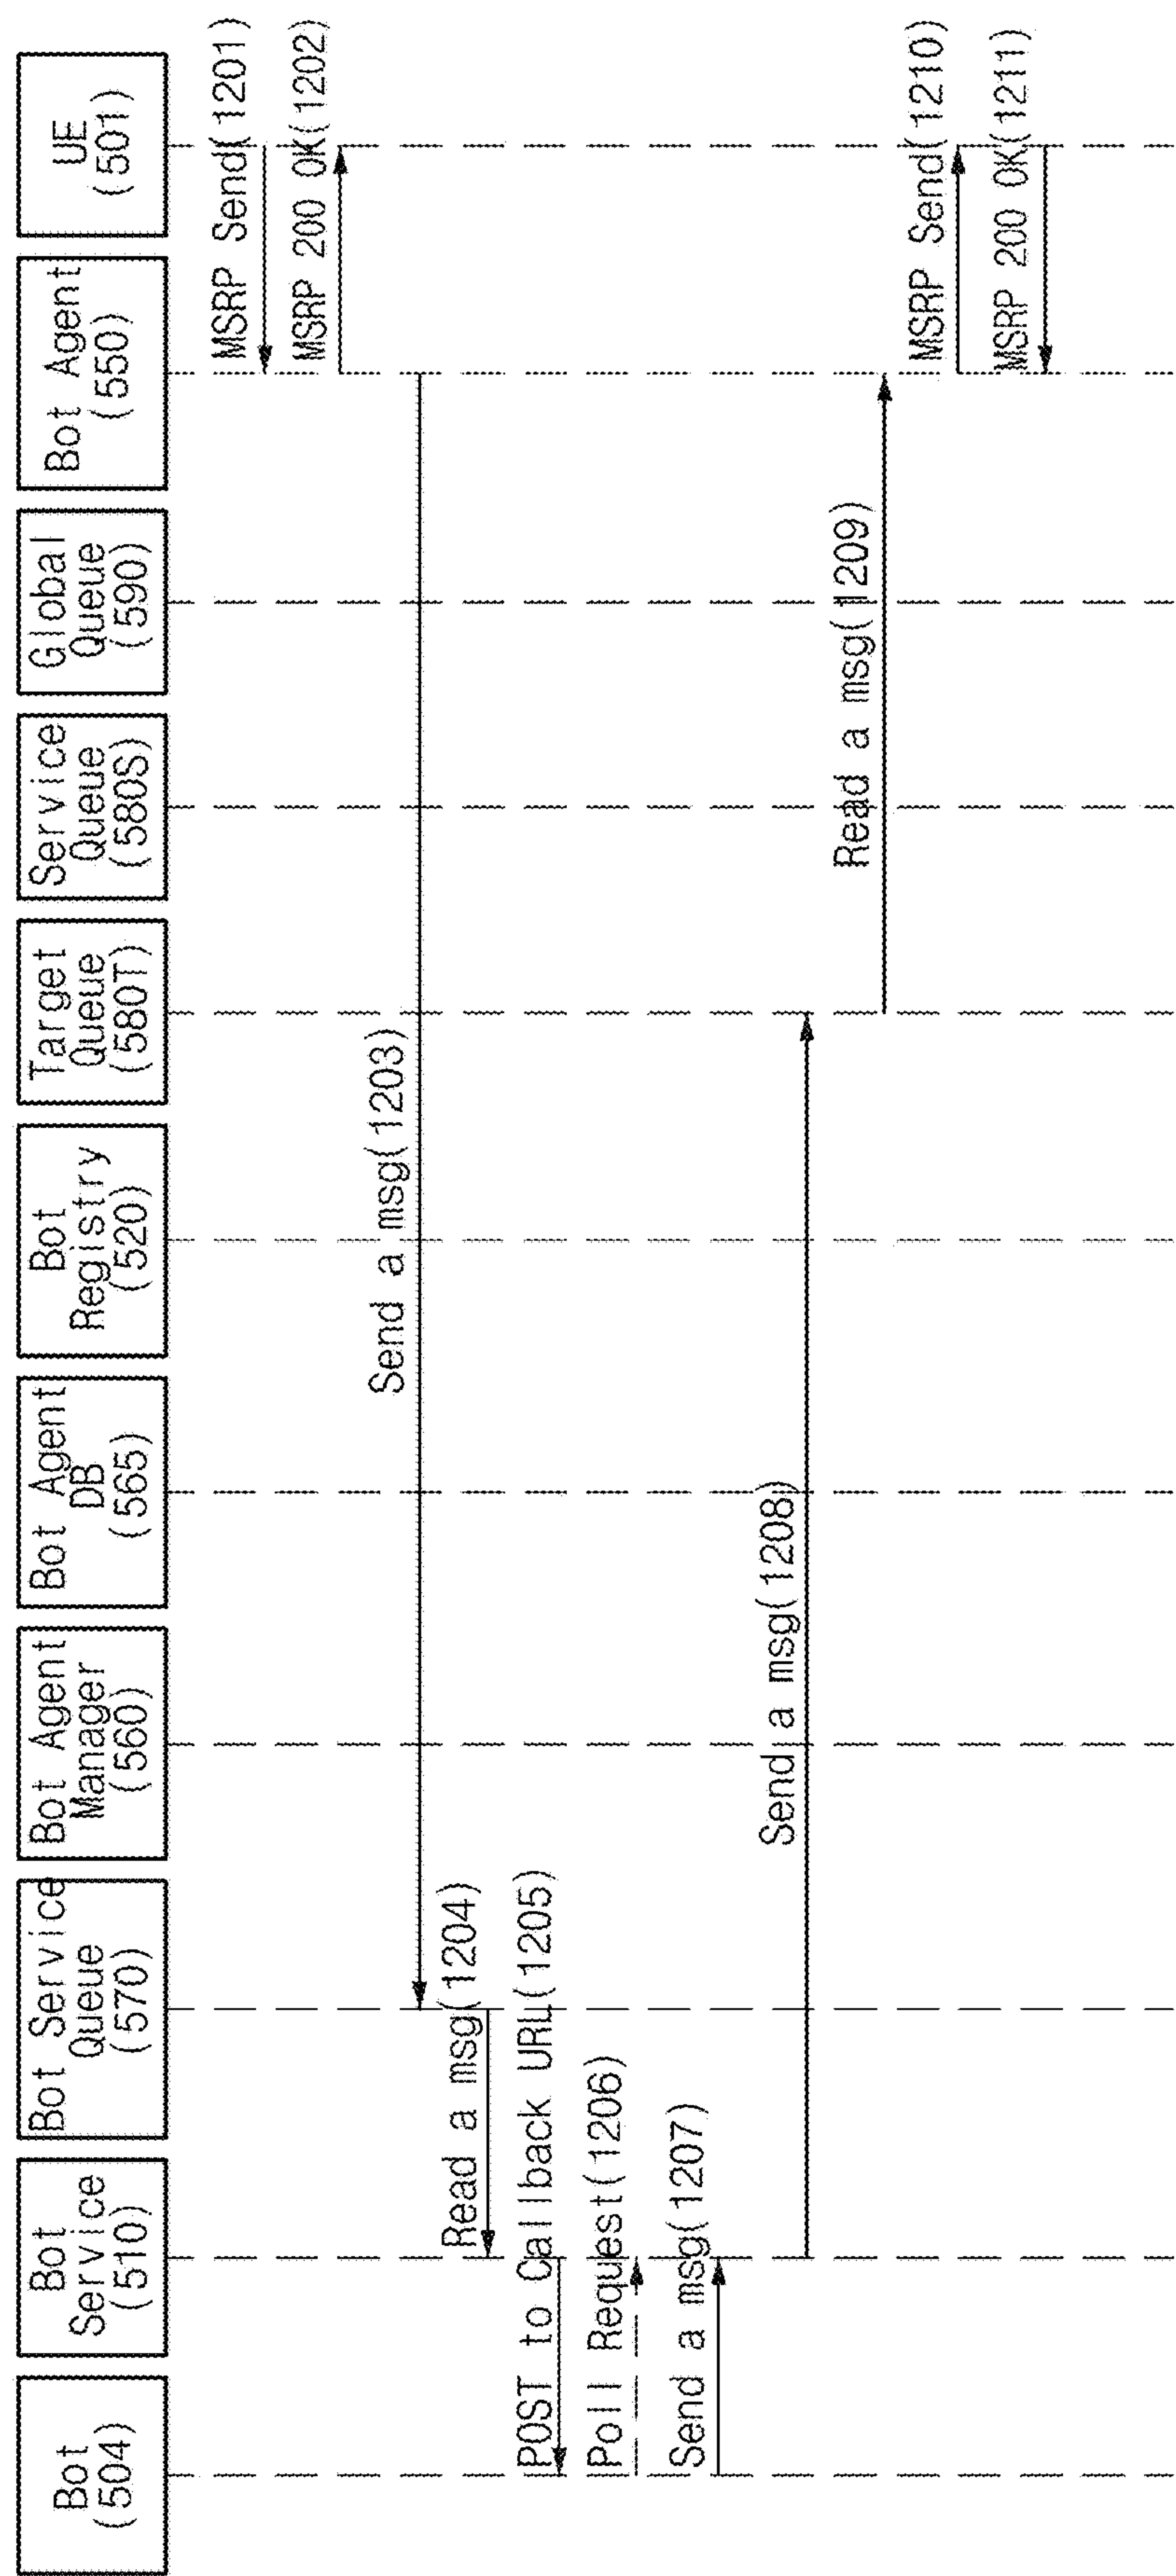 Bot
(504)
Bot
Service
(510)
Bot Service
Queue
(570)
Bot Agent
Manager
(560)
Bot Agent
DB
(565)
Bot
Registry
(520)
Target
Queue
(580T)
Service
Queue
(580S)
Global
Queue
(590)
Bot Agent
(550)
UE
(501)
MSRP Send(1201)
MSRP 200 OK(1202)
Send a msg(1203)
Read a msg(1204)
POST to Callback URL(1205)
Poll Request(1206)
Send a msg(1207)
Send a msg(1208)
Read a msg(1209)
MSRP Send(1210)
MSRP 200 OK(1211)